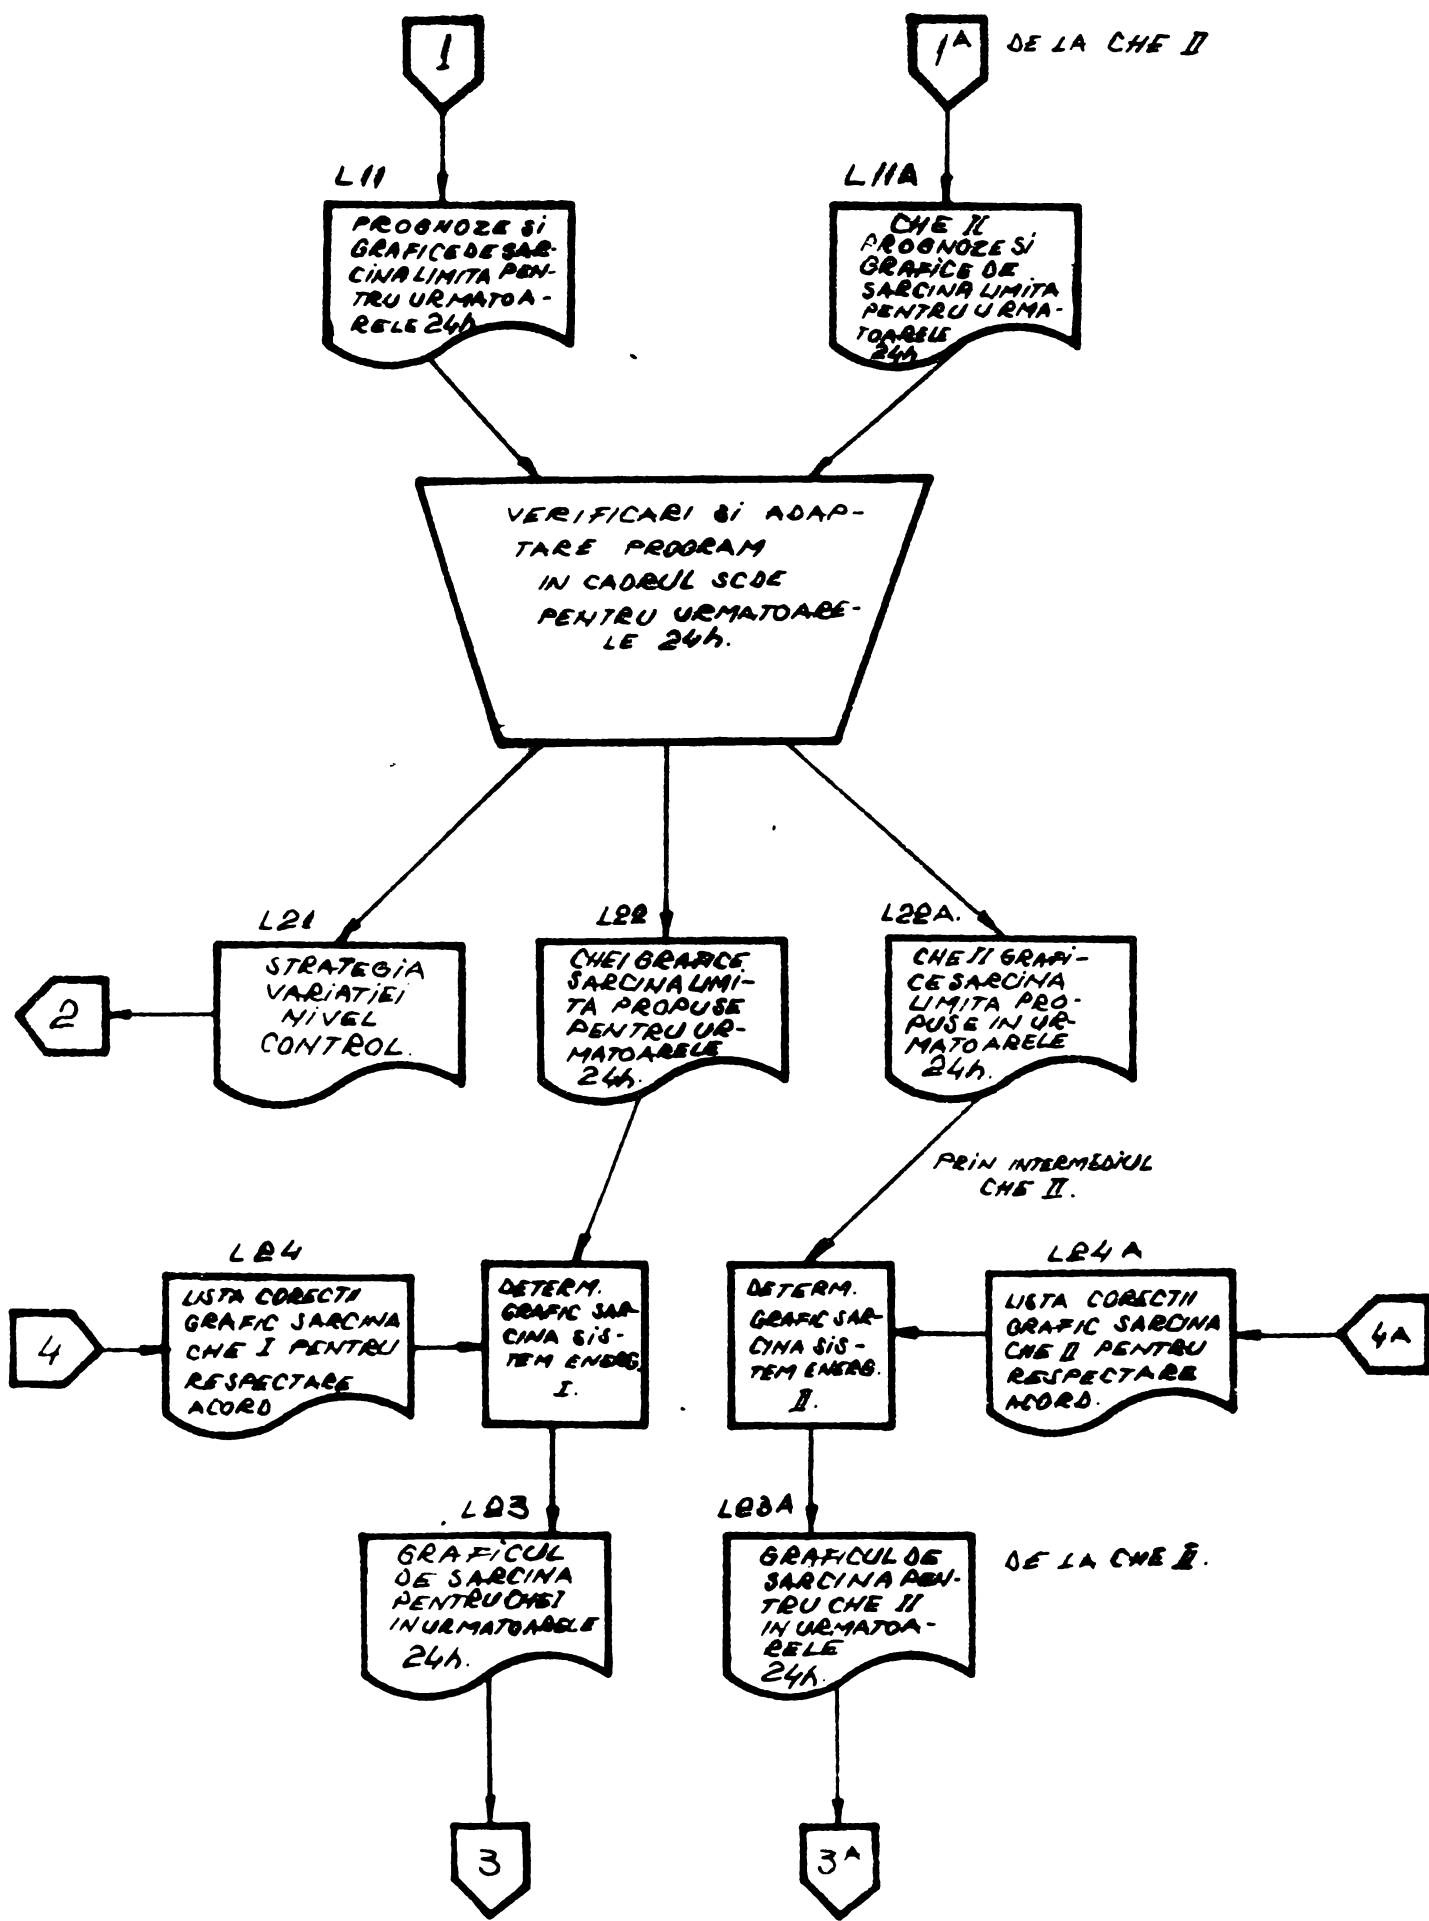 1
1A
DE LA CHE II
L11
PROGNOZE SI
GRAFICE DE SAR-
CINA LIMITA PEN-
TRU URMATOA-
RELE 24h
L11A
CHE II
PROGNOZE SI
GRAFICE DE
SARCINA LIMITA
PENTRU URMA-
TOARELE
24h
VERIFICARI SI ADAP-
TARE PROGRAM
IN CADRUL SCDE
PENTRU URMATOARE-
LE 24h.
L21
STRATEGIA
VARIATIEI
NIVEL
CONTROL.
2
L22
CHE I GRAFICE
SARCINA LIMI-
TA PROPUSE
PENTRU UR-
MATOARELE
24h.
L22A.
CHE II GRAFI-
CE SARCINA
LIMITA PRO-
PUSE IN UR-
MATOARELE
24h.
PRIN INTERMEDIUL
CHE II.
4
L24
LISTA CORECTII
GRAFIC SARCINA
CHE I PENTRU
RESPECTARE
ACORD
DETERM.
GRAFIC SAR-
CINA SIS-
TEM ENERG.
I.
DETERM.
GRAFIC SAR-
CINA SIS-
TEM ENERG.
II.
L24A
LISTA CORECTII
GRAFIC SARCINA
CHE II PENTRU
RESPECTARE
ACORD.
4A
L23
GRAFICUL
DE SARCINA
PENTRU CHE I
IN URMATOARELE
24h.
L23A
GRAFICUL DE
SARCINA PEN-
TRU CHE II
IN URMATOA-
RELE
24h.
DE LA CHE II.
3
3A